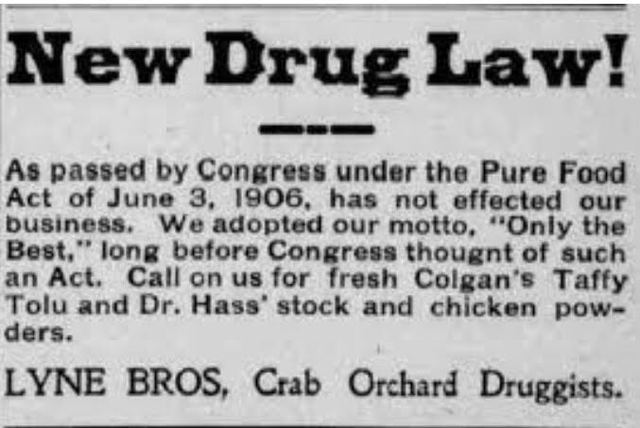 New Drug Law!
As passed by Congress under the Pure Food
Act of June 3, 1906, has not effected our
business. We adopted our motto, "Only the
Best," long before Congress thougnt of such
an Act. Call on us for fresh Colgan's Taffy
Tolu and Dr. Hass' stock and chicken pow-
ders.
LYNE BROS, Crab Orchard Druggists.